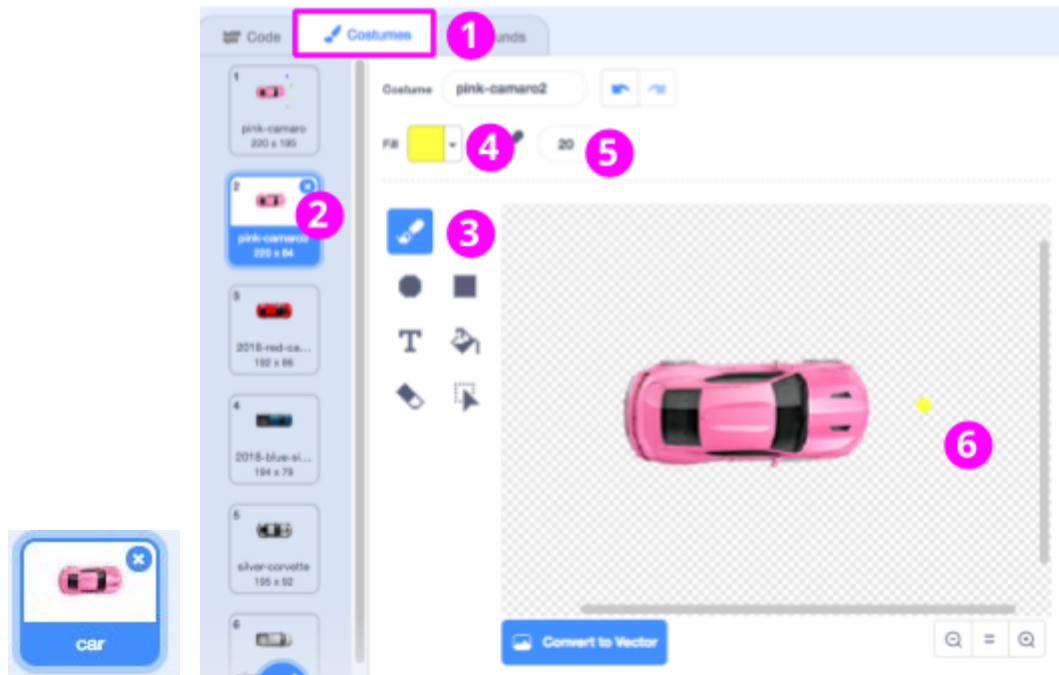 Code
Costumes
1
unds
1
pink-camaro
220 x 195
2
pink-camaro2
220 x 84
2
3
2018-red-ca...
192 x 86
4
2018-blue-si...
194 x 79
5
silver-corvette
195 x 92
6
Costume pink-camaro2
Fill 4 20 5
3
T
6
Convert to Vector
=
car